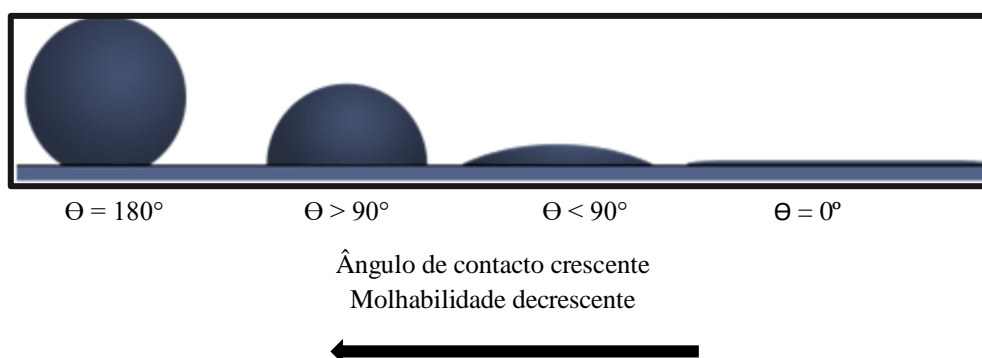 ϴ = 180° ϴ > 90° ϴ < 90° ϴ = 0º
Ângulo de contacto crescente
Molhabilidade decrescente